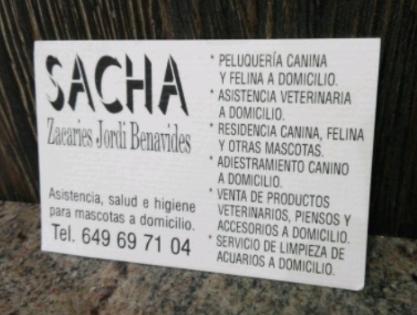 SACHA
Zacaries Jordi Benavides
Asistencia, salud e higiene
para mascotas a domicilio.
Tel. 649 69 71 04
* PELUQUERÍA CANINA
Y FELINA A DOMICILIO.
* ASISTENCIA VETERINARIA
A DOMICILIO.
* RESIDENCIA CANINA, FELINA
Y OTRAS MASCOTAS.
* ADIESTRAMIENTO CANINO
A DOMICILIO.
* VENTA DE PRODUCTOS
VETERINARIOS, PIENSOS Y
ACCESORIOS A DOMICILIO.
* SERVICIO DE LIMPIEZA DE
ACUARIOS A DOMICILIO.